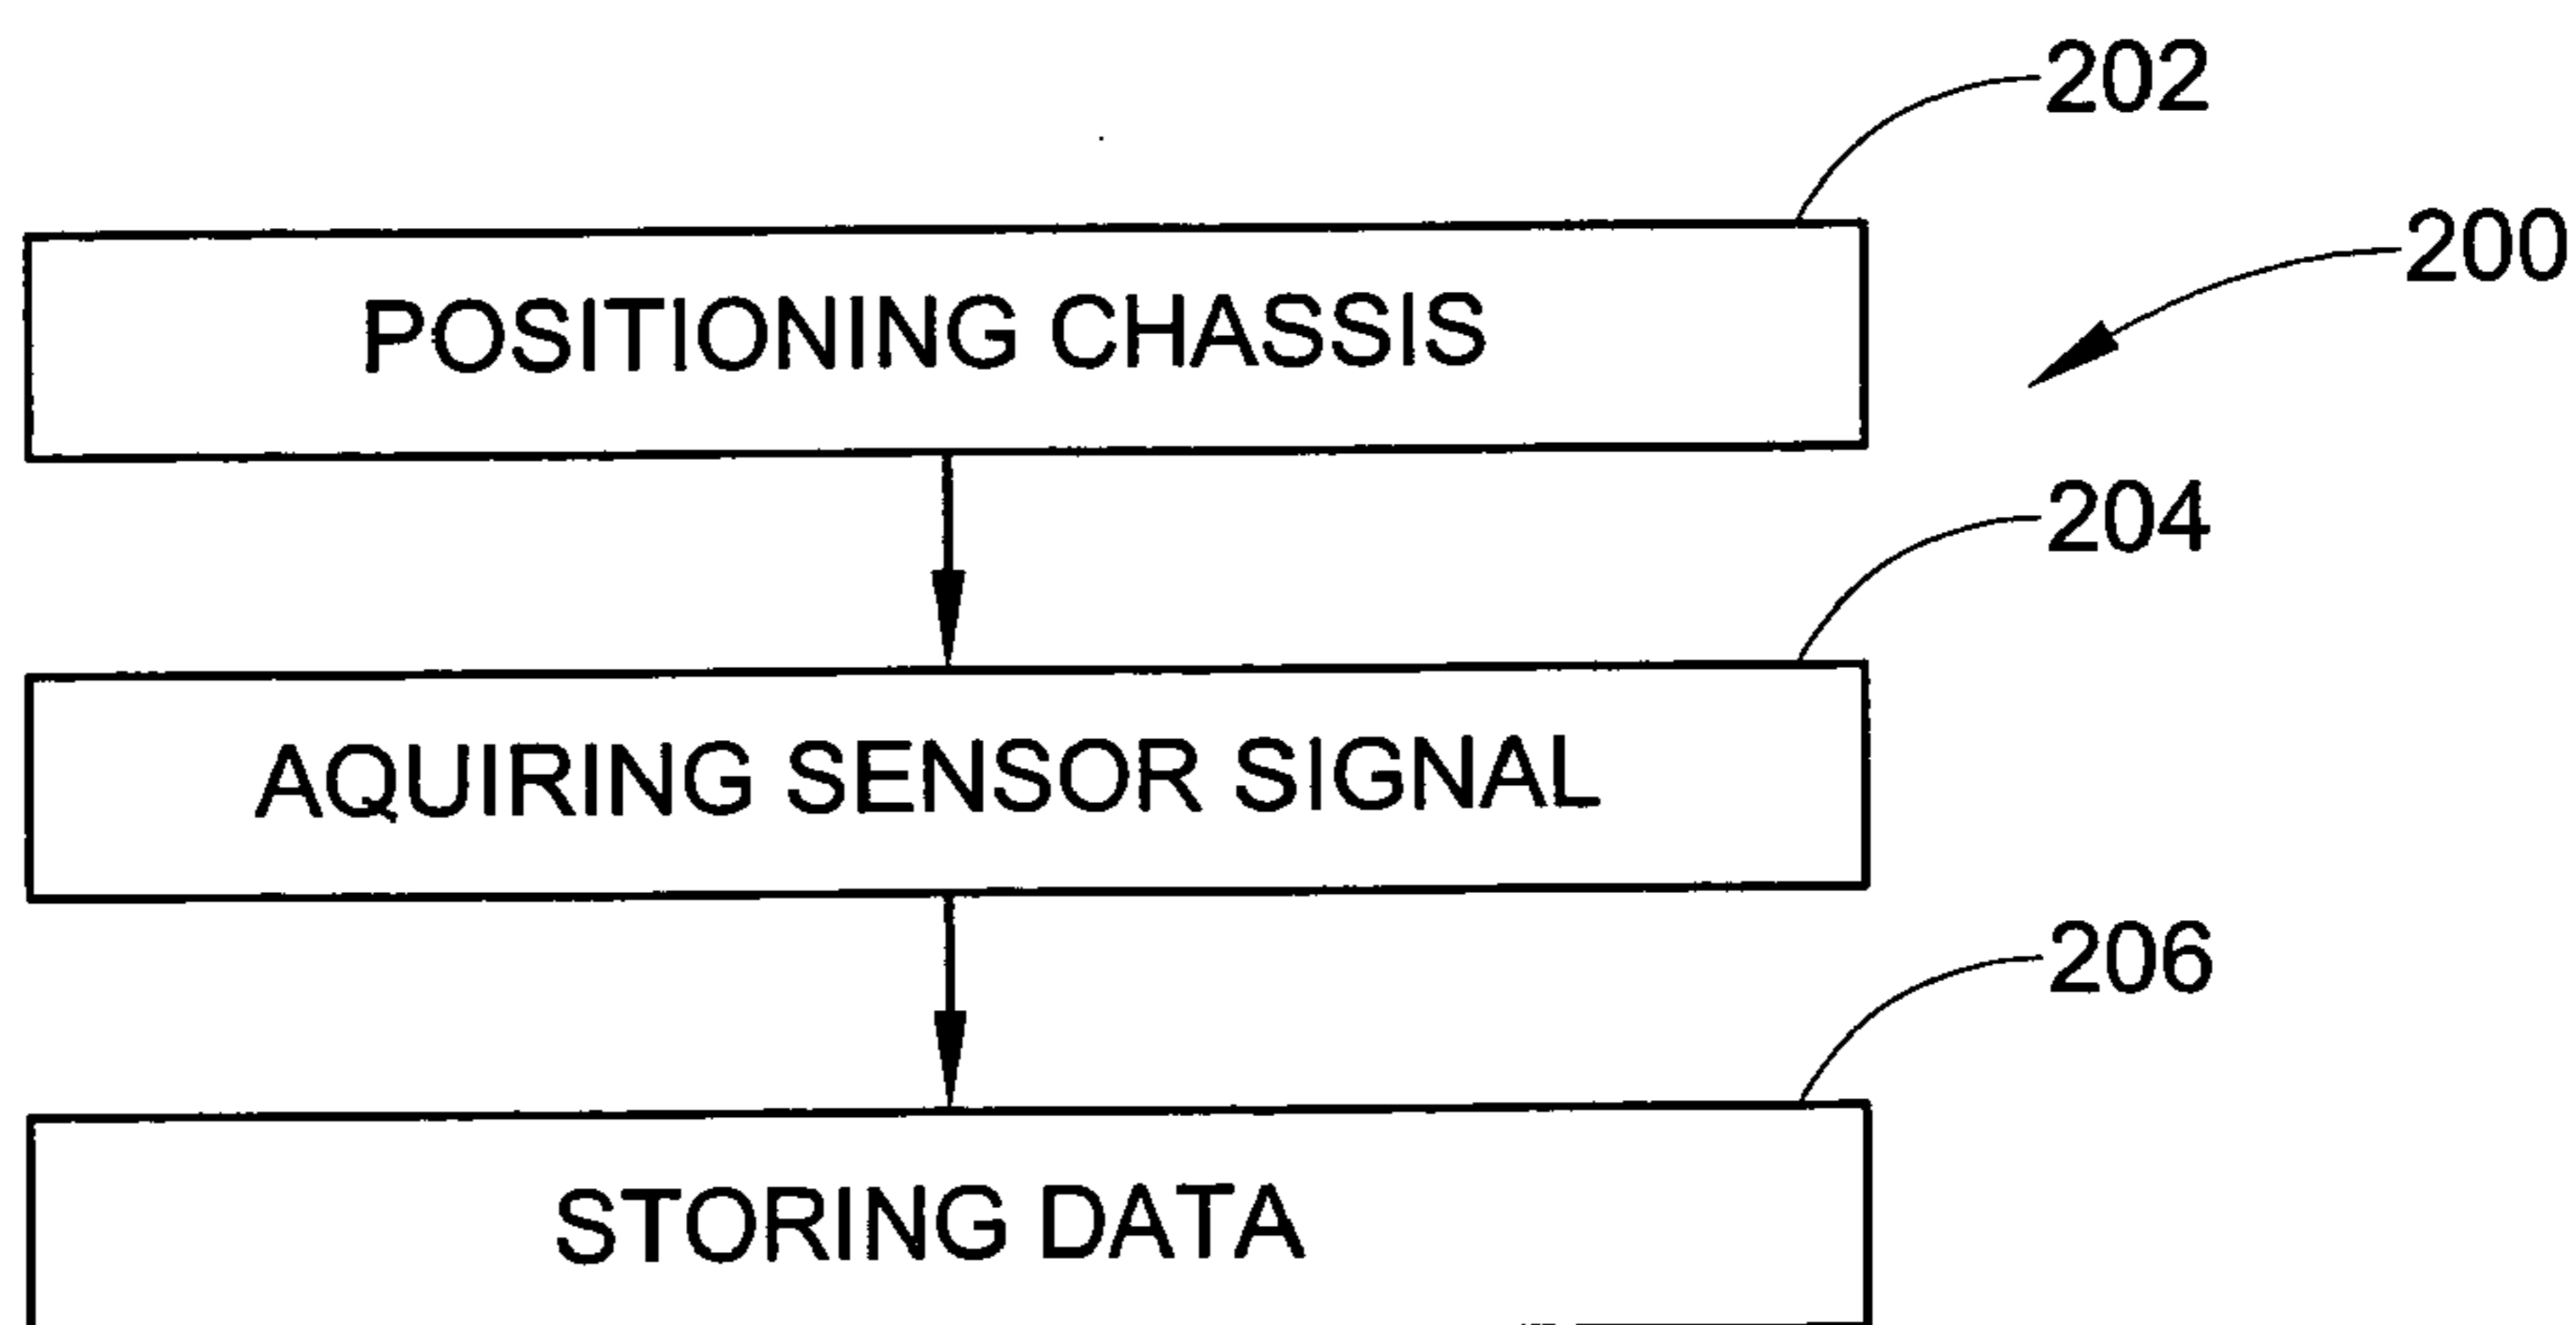 202
200
POSITIONING CHASSIS
204
AQUIRING SENSOR SIGNAL
206
STORING DATA